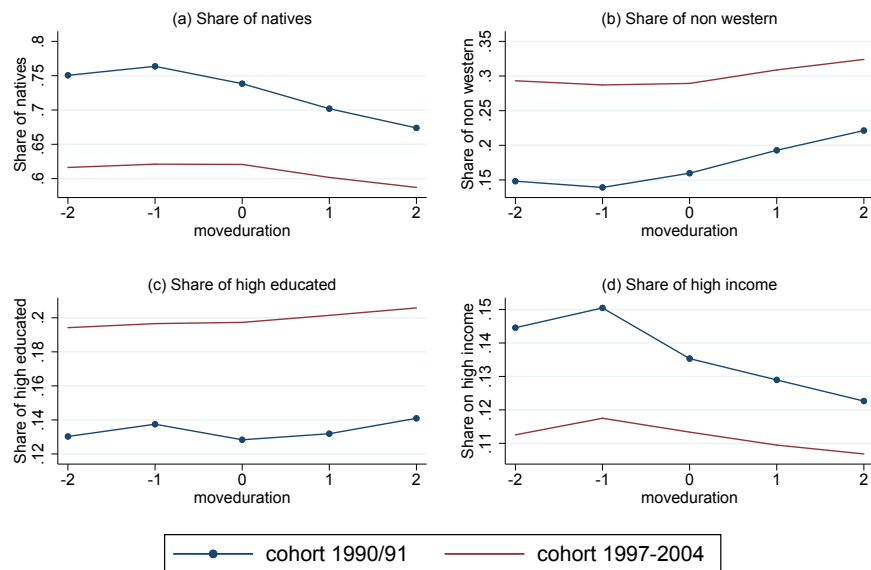 (a) Share of natives
Share of natives
.8
.75
.7
.65
.6
-2 -1 0 1 2
moveduration
(b) Share of non western
Share of non western
.35
.3
.25
.2
.15
-2 -1 0 1 2
moveduration
(c) Share of high educated
Share of high educated
.2
.18
.16
.14
.12
-2 -1 0 1 2
moveduration
(d) Share of high income
Share on high income
.15
.14
.13
.12
.11
-2 -1 0 1 2
moveduration
cohort 1990/91 cohort 1997-2004